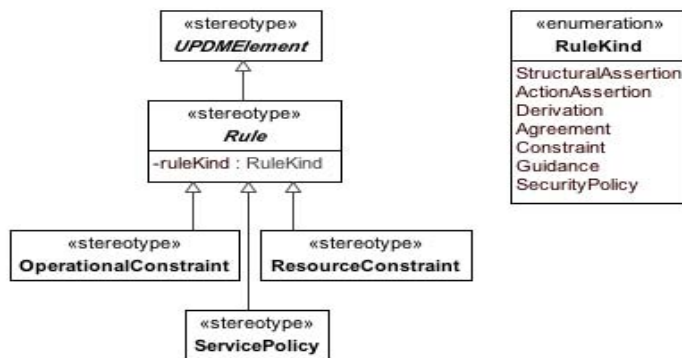 «stereotype»
UPDMElement
«stereotype»
Rule
-ruleKind : RuleKind
«stereotype»
OperationalConstraint
«stereotype»
ResourceConstraint
«stereotype»
ServicePolicy
«enumeration»
RuleKind
StructuralAssertion
ActionAssertion
Derivation
Agreement
Constraint
Guidance
SecurityPolicy